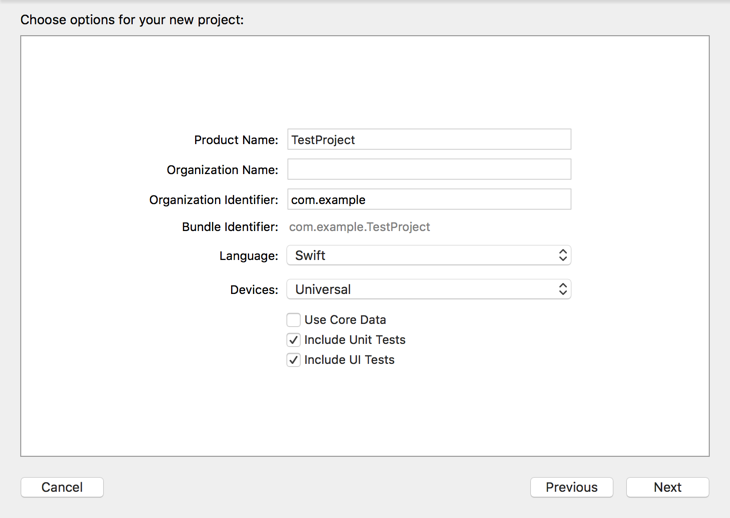 Choose options for your new project:
Product Name: TestProject
Organization Name:
Organization Identifier: com.example
Bundle Identifier: com.example.TestProject
Language: Swift
Devices: Universal
Use Core Data
Include Unit Tests
Include UI Tests
Cancel Previous Next